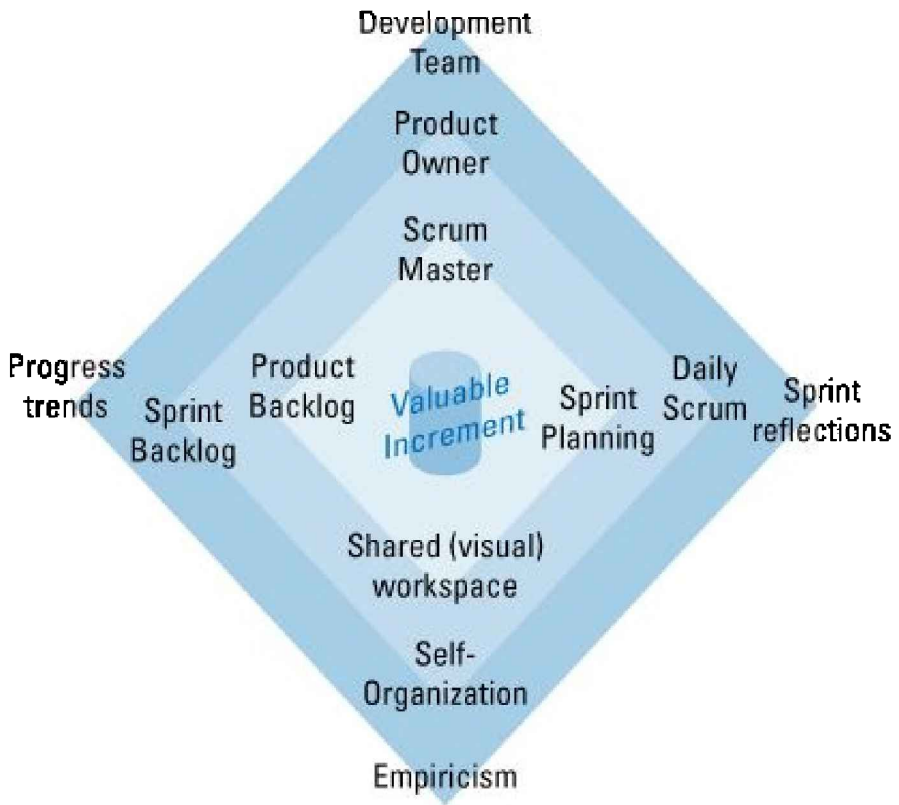 Development
Team
Product
Owner
Scrum
Master
Progress
trends
Sprint
Backlog
Product
Backlog
Valuable
Increment
Sprint
Planning
Daily
Scrum
Sprint
reflections
Shared (visual)
workspace
Self-
Organization
Empiricism